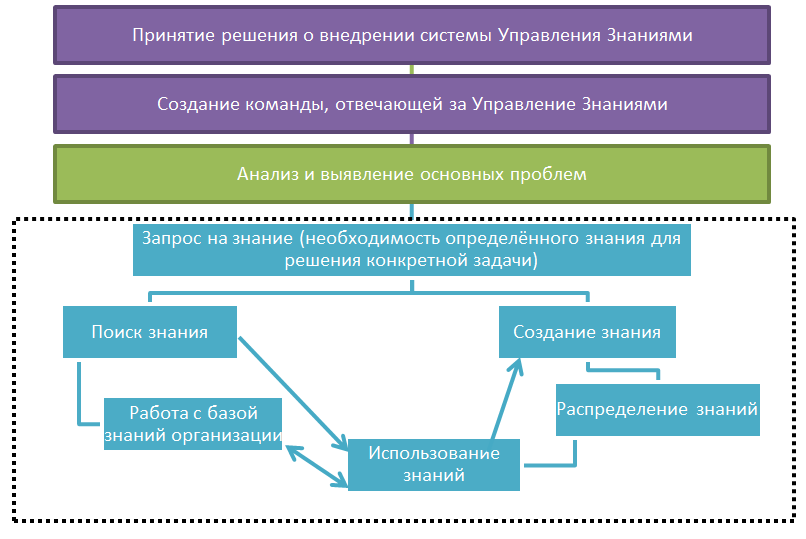 Принятие решения о внедрении системы Управления Знаниями
Создание команды, отвечающей за Управление Знаниями
Анализ и выявление основных проблем
Запрос на знание (необходимость определённого знания для
решения конкретной задачи)
Поиск знания
Создание знания
Работа с базой
знаний организации
Распределение знаний
Использование
знаний